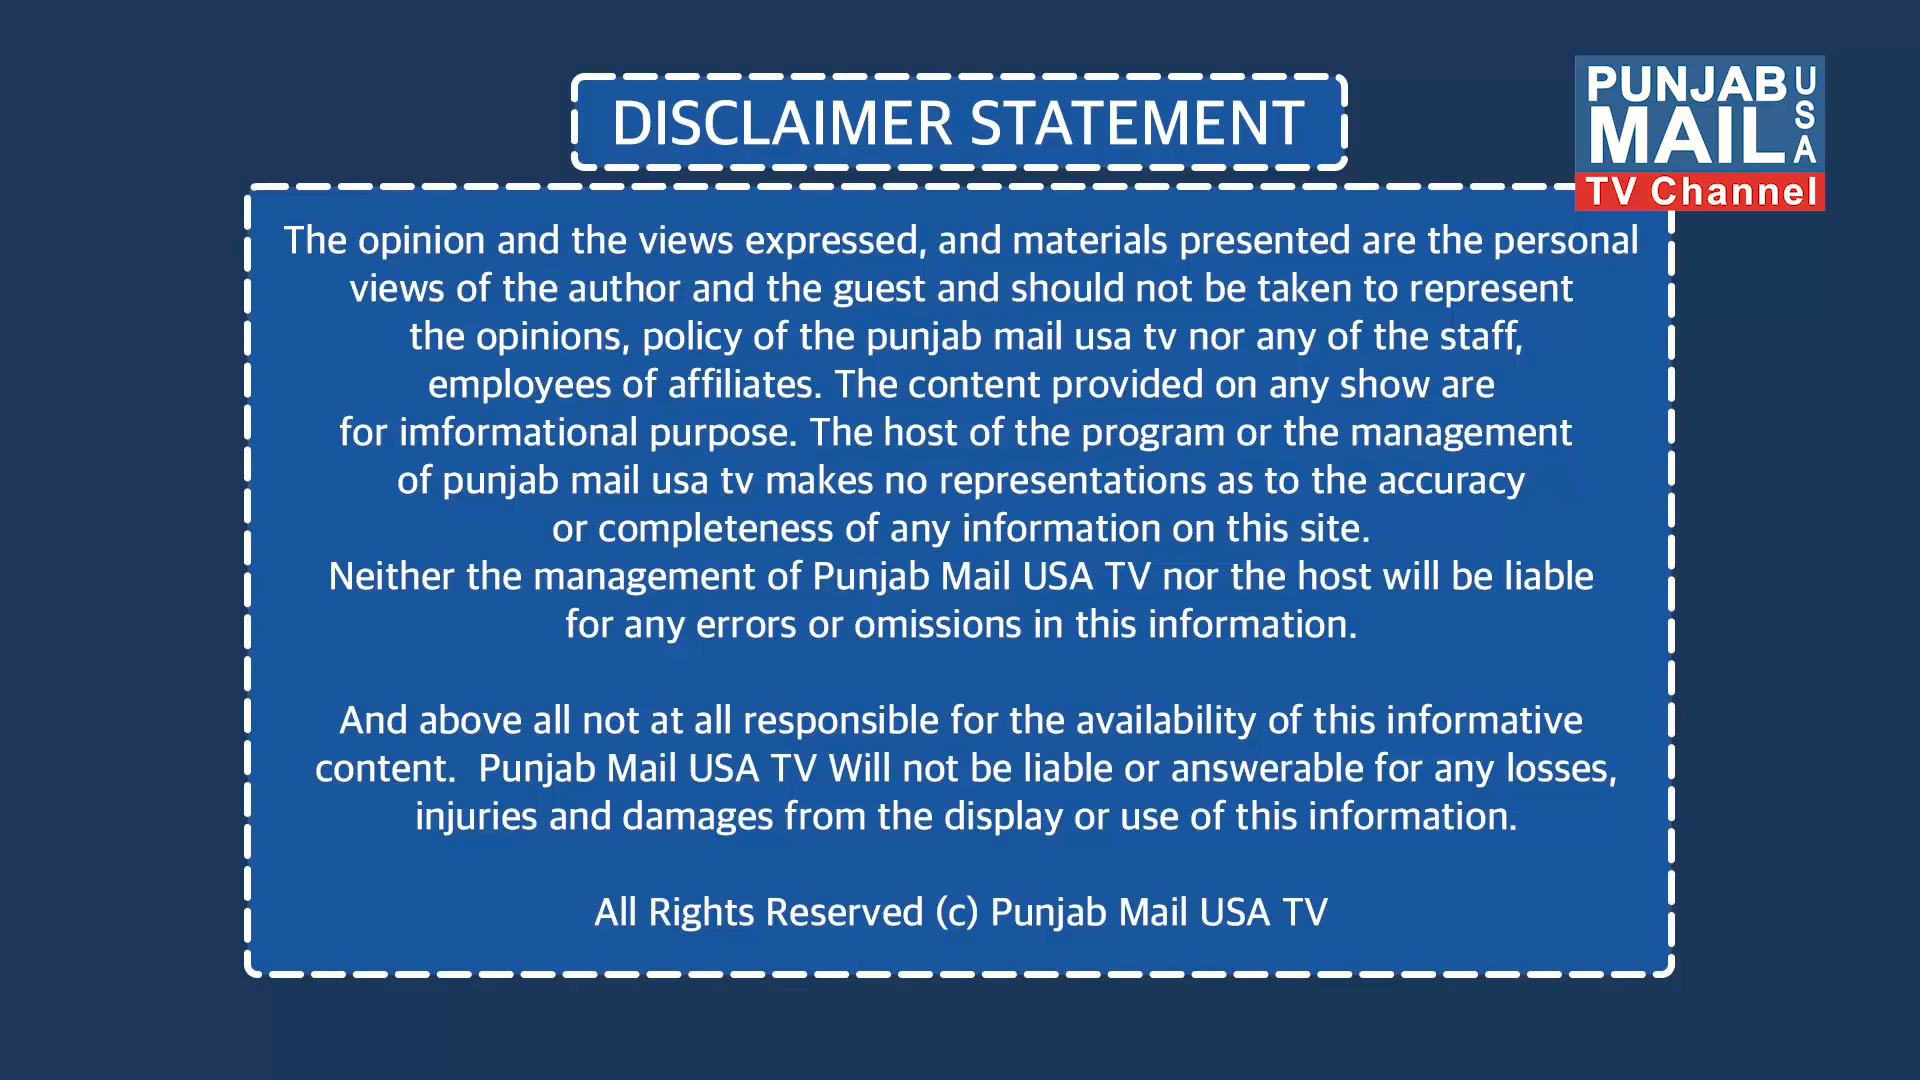 DISCLAIMER STATEMENT
PUNJAB USA
MAIL
TV Channel
The opinion and the views expressed, and materials presented are the personal
views of the author and the guest and should not be taken to represent
the opinions, policy of the punjab mail usa tv nor any of the staff,
employees of affiliates. The content provided on any show are
for imformational purpose. The host of the program or the management
of punjab mail usa tv makes no representations as to the accuracy
or completeness of any information on this site.
Neither the management of Punjab Mail USA TV nor the host will be liable
for any errors or omissions in this information.
And above all not at all responsible for the availability of this informative
content.  Punjab Mail USA TV Will not be liable or answerable for any losses,
injuries and damages from the display or use of this information.
All Rights Reserved (c) Punjab Mail USA TV